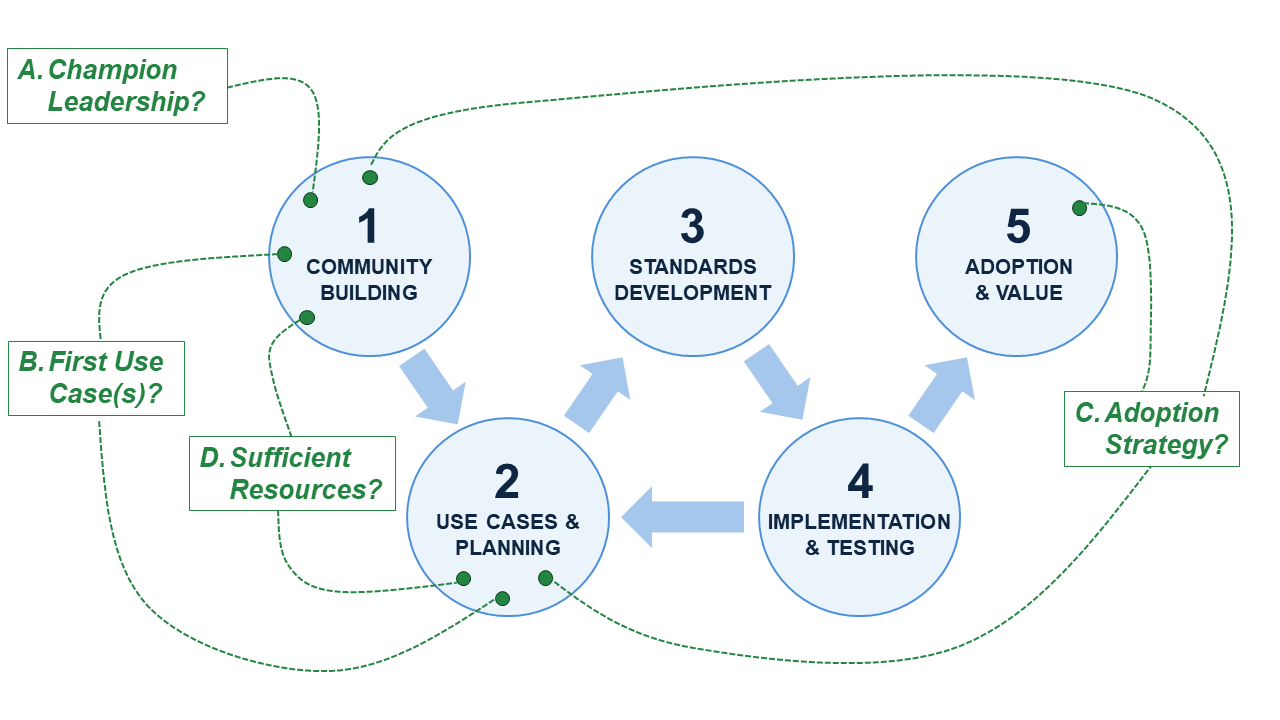 A. Champion
Leadership?
1
COMMUNITY
BUILDING
3
STANDARDS
DEVELOPMENT
5
ADOPTION
& VALUE
B. First Use
Case(s)?
D. Sufficient
Resources?
2
USE CASES &
PLANNING
4
IMPLEMENTATION
& TESTING
C. Adoption
Strategy?